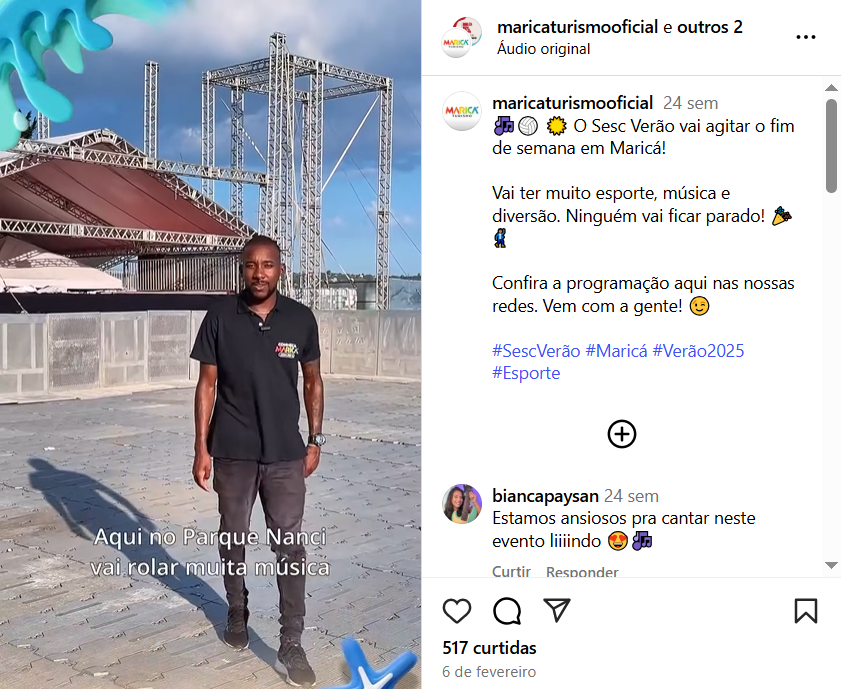 maricaturismooficial e outros 2
Áudio original
maricaturismooficial 24 sem
O Sesc Verão vai agitar o fim
de semana em Maricá!
Vai ter muito esporte, música e
diversão. Ninguém vai ficar parado!
Confira a programação aqui nas nossas
redes. Vem com a gente!
#SescVerão #Maricá #Verão2025
#Esporte
biancapaysan 24 sem
Estamos ansiosos pra cantar neste
evento liiiindo
Curtir Responder
517 curtidas
6 de fevereiro
MARICÁ
Aqui no Parque Nanci
vai rolar muita música